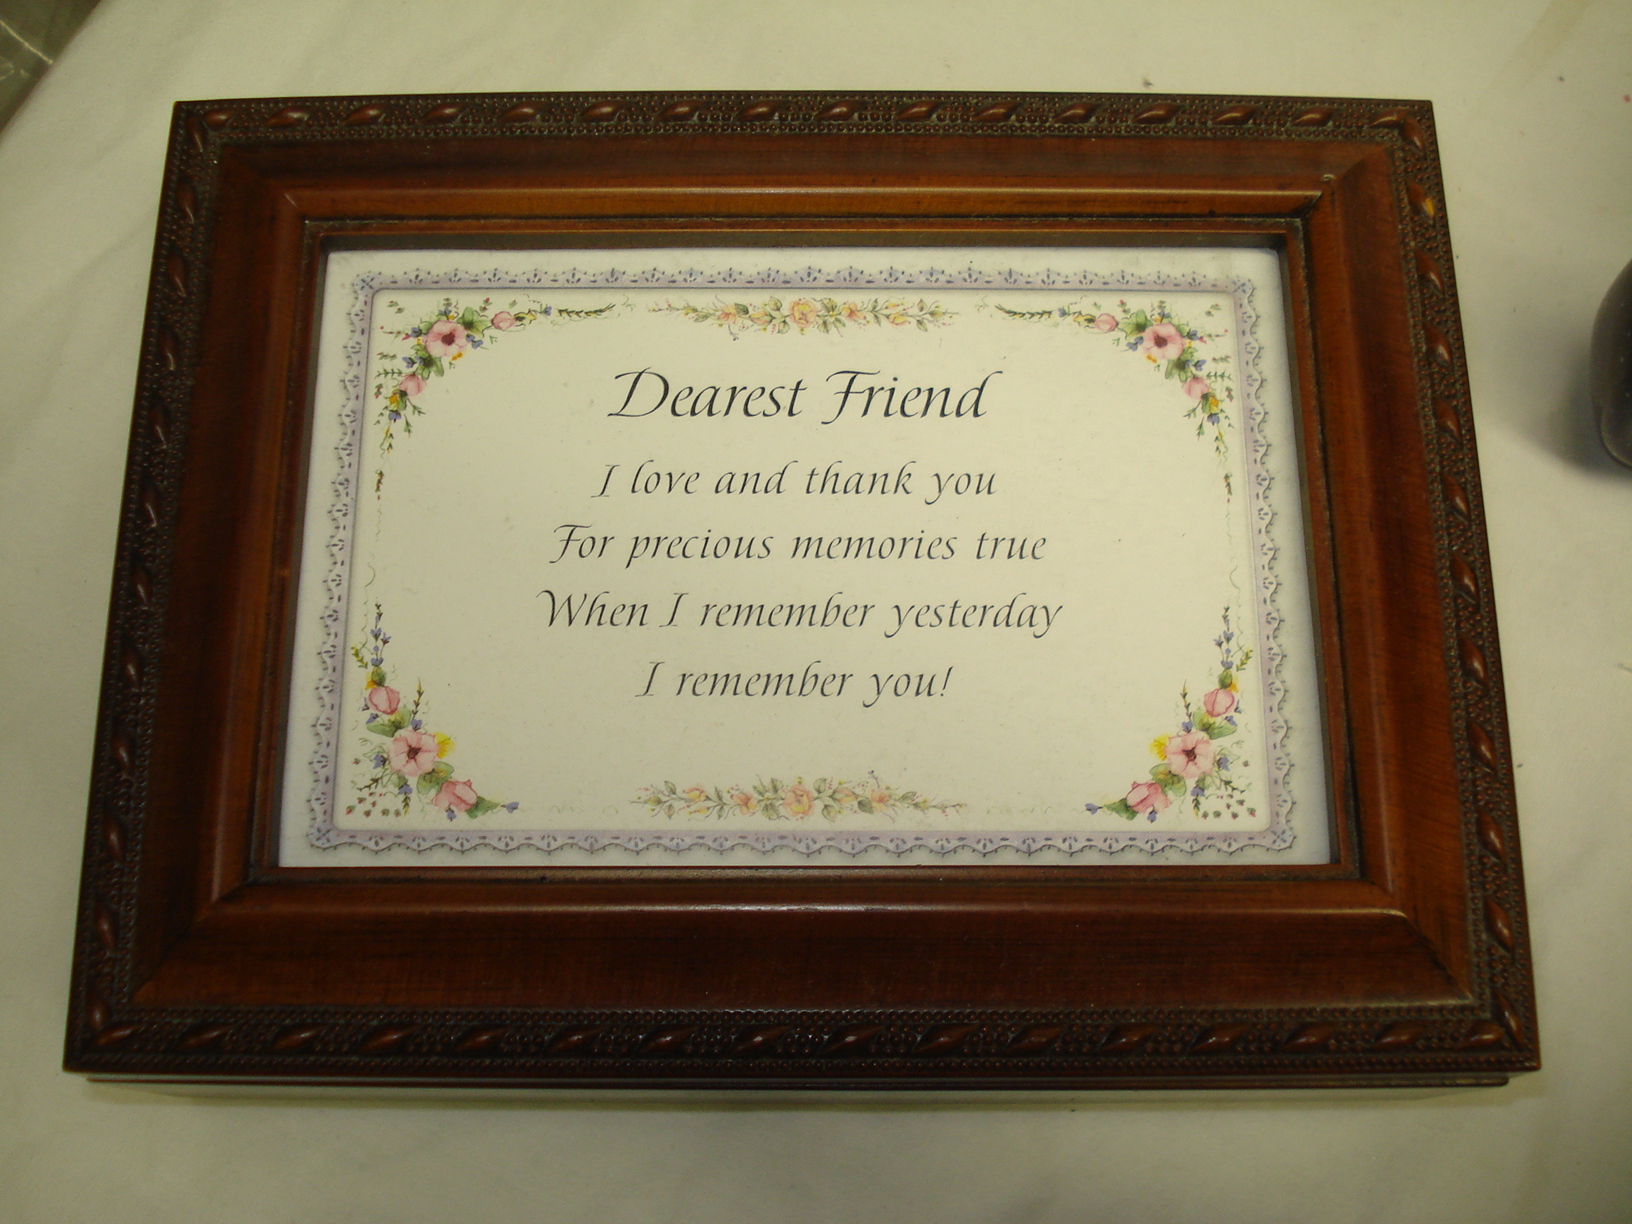 Dearest Friend
I love and thank you
For precious memories true
When I remember yesterday
I remember you!